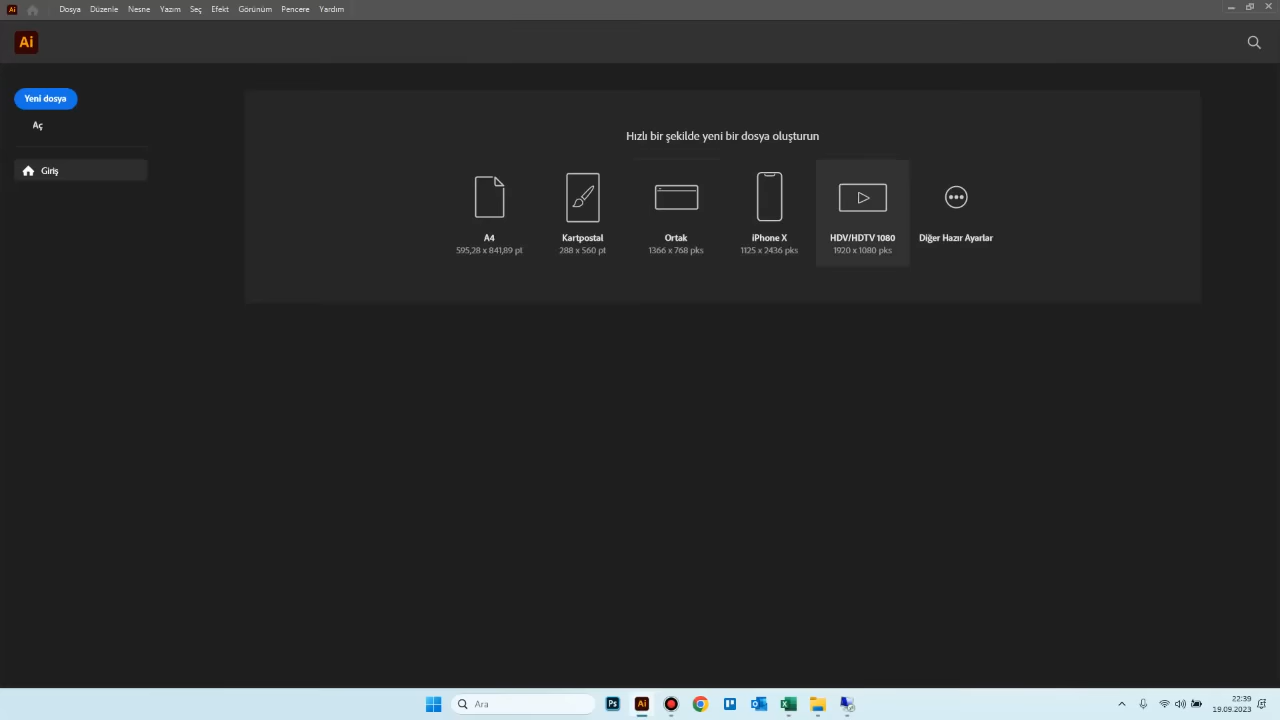 Ai Dosya Düzenle Nesne Yazım Seç Efekt Görünüm Pencere Yardım
Ai
Yeni dosya
Aç
Giriş
Hızlı bir şekilde yeni bir dosya oluşturun
A4
595,28 x 841,89 pt
Kartpostal
288 x 560 pt
Ortak
1366 x 768 pks
iPhone X
1125 x 2436 pks
HDV/HDTV 1080
1920 x 1080 pks
Diğer Hazır Ayarlar
Ara
Ps
Ai
22:39
19.09.2023